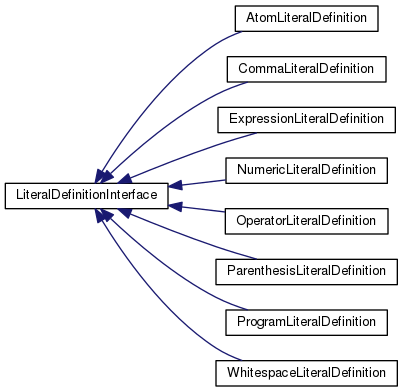 AtomLiteralDefinition
CommaLiteralDefinition
ExpressionLiteralDefinition
NumericLiteralDefinition
LiteralDefinitionInterface
OperatorLiteralDefinition
ParenthesisLiteralDefinition
ProgramLiteralDefinition
WhitespaceLiteralDefinition